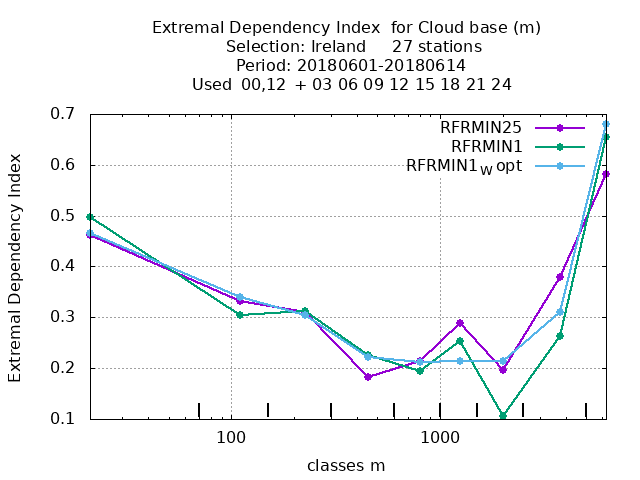 Extremal Dependency Index  for Cloud base (m)
Selection: Ireland     27 stations
Period: 20180601-20180614
Used  00,12  + 03 06 09 12 15 18 21 24
0.7
RFRMIN25
RFRMIN1
RFRMIN1W opt
0.6
0.5
0.4
0.3
0.2
0.1
Extremal Dependency Index
100
1000
classes m